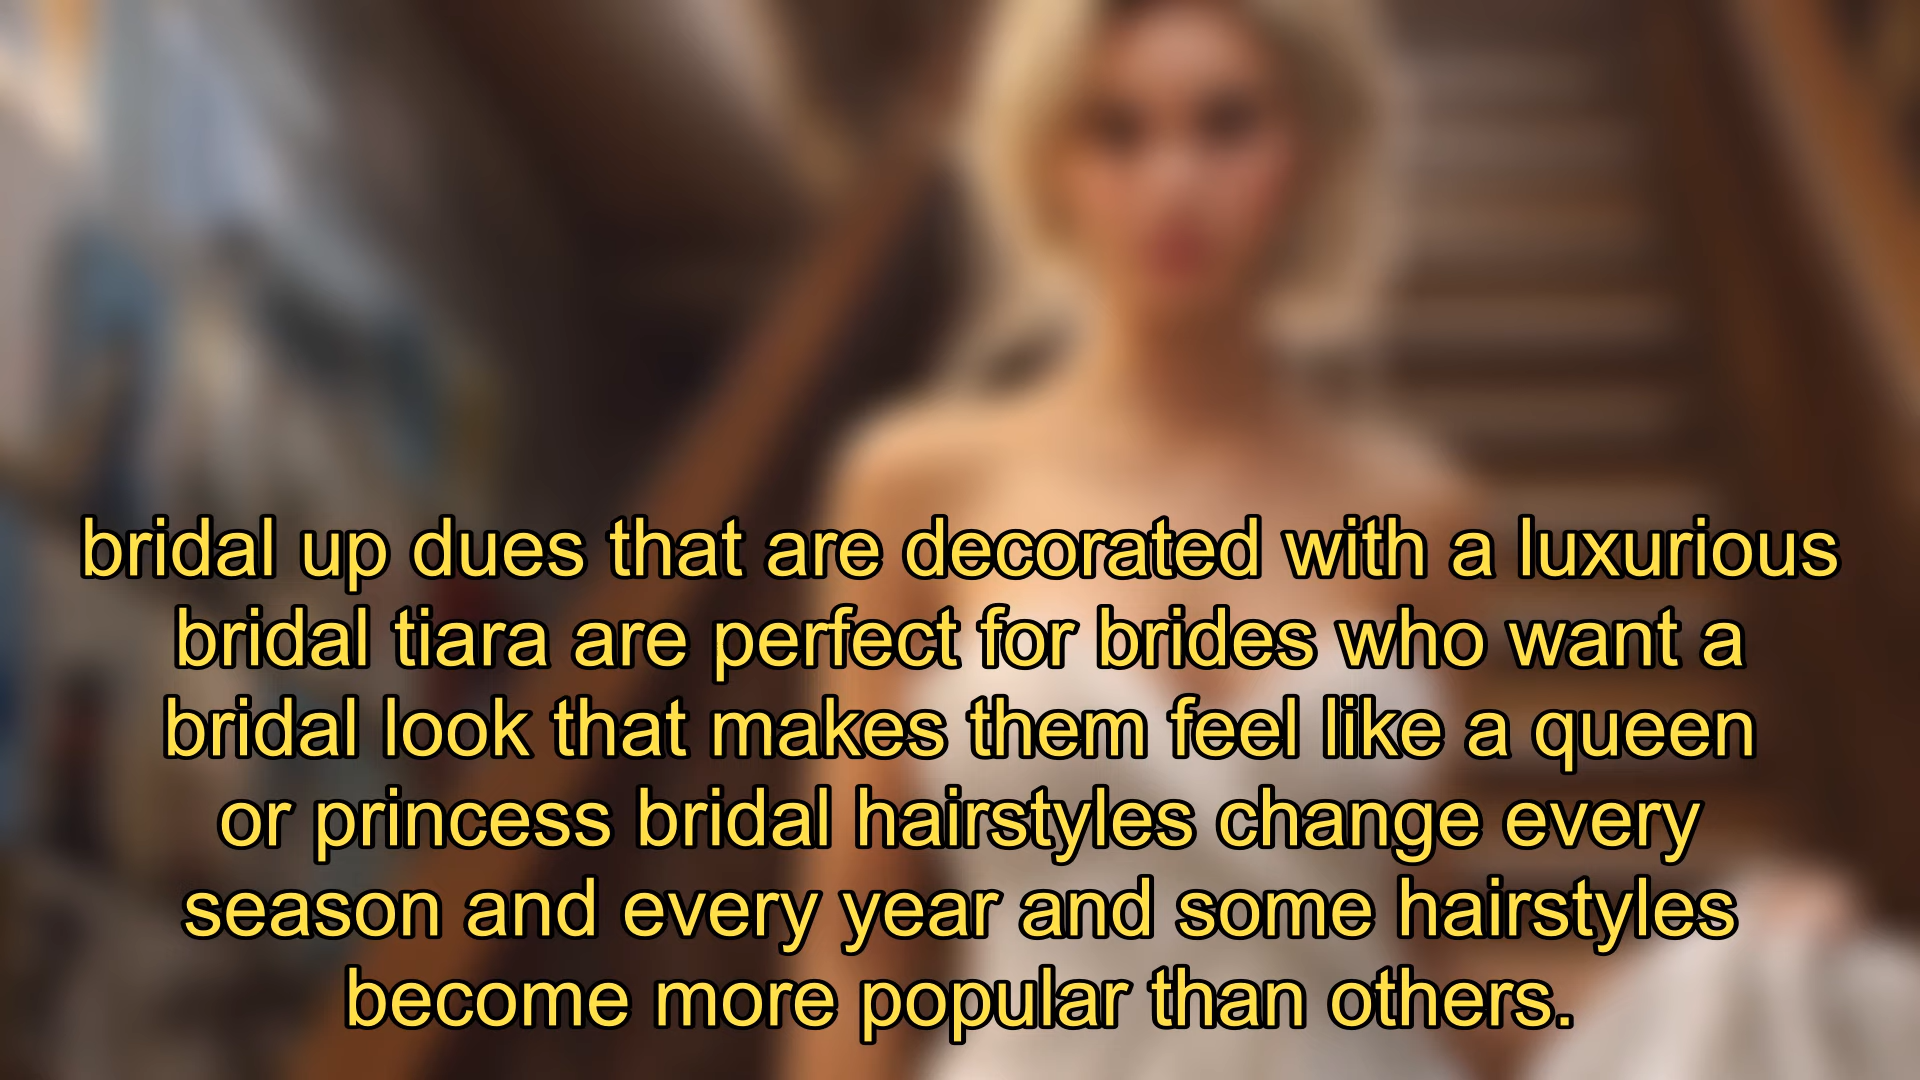 bridal up dues that are decorated with a luxurious
bridal tiara are perfect for brides who want a
bridal look that makes them feel like a queen
or princess bridal hairstyles change every
season and every year and some hairstyles
become more popular than others.